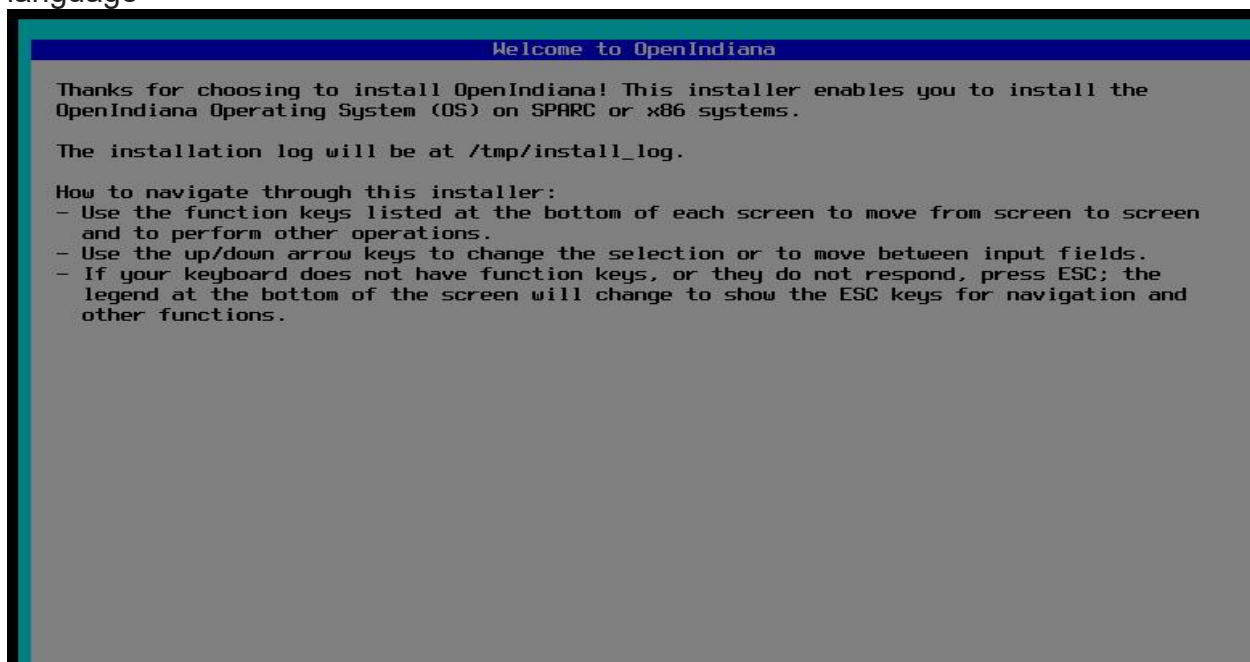 language
Welcome to OpenIndiana
Thanks for choosing to install OpenIndiana! This installer enables you to install the
OpenIndiana Operating System (OS) on SPARC or x86 systems.
The installation log will be at /tmp/install_log.
How to navigate through this installer:
- Use the function keys listed at the bottom of each screen to move from screen to screen
and to perform other operations.
- Use the up/down arrow keys to change the selection or to move between input fields.
- If your keyboard does not have function keys, or they do not respond, press ESC; the
legend at the bottom of the screen will change to show the ESC keys for navigation and
other functions.